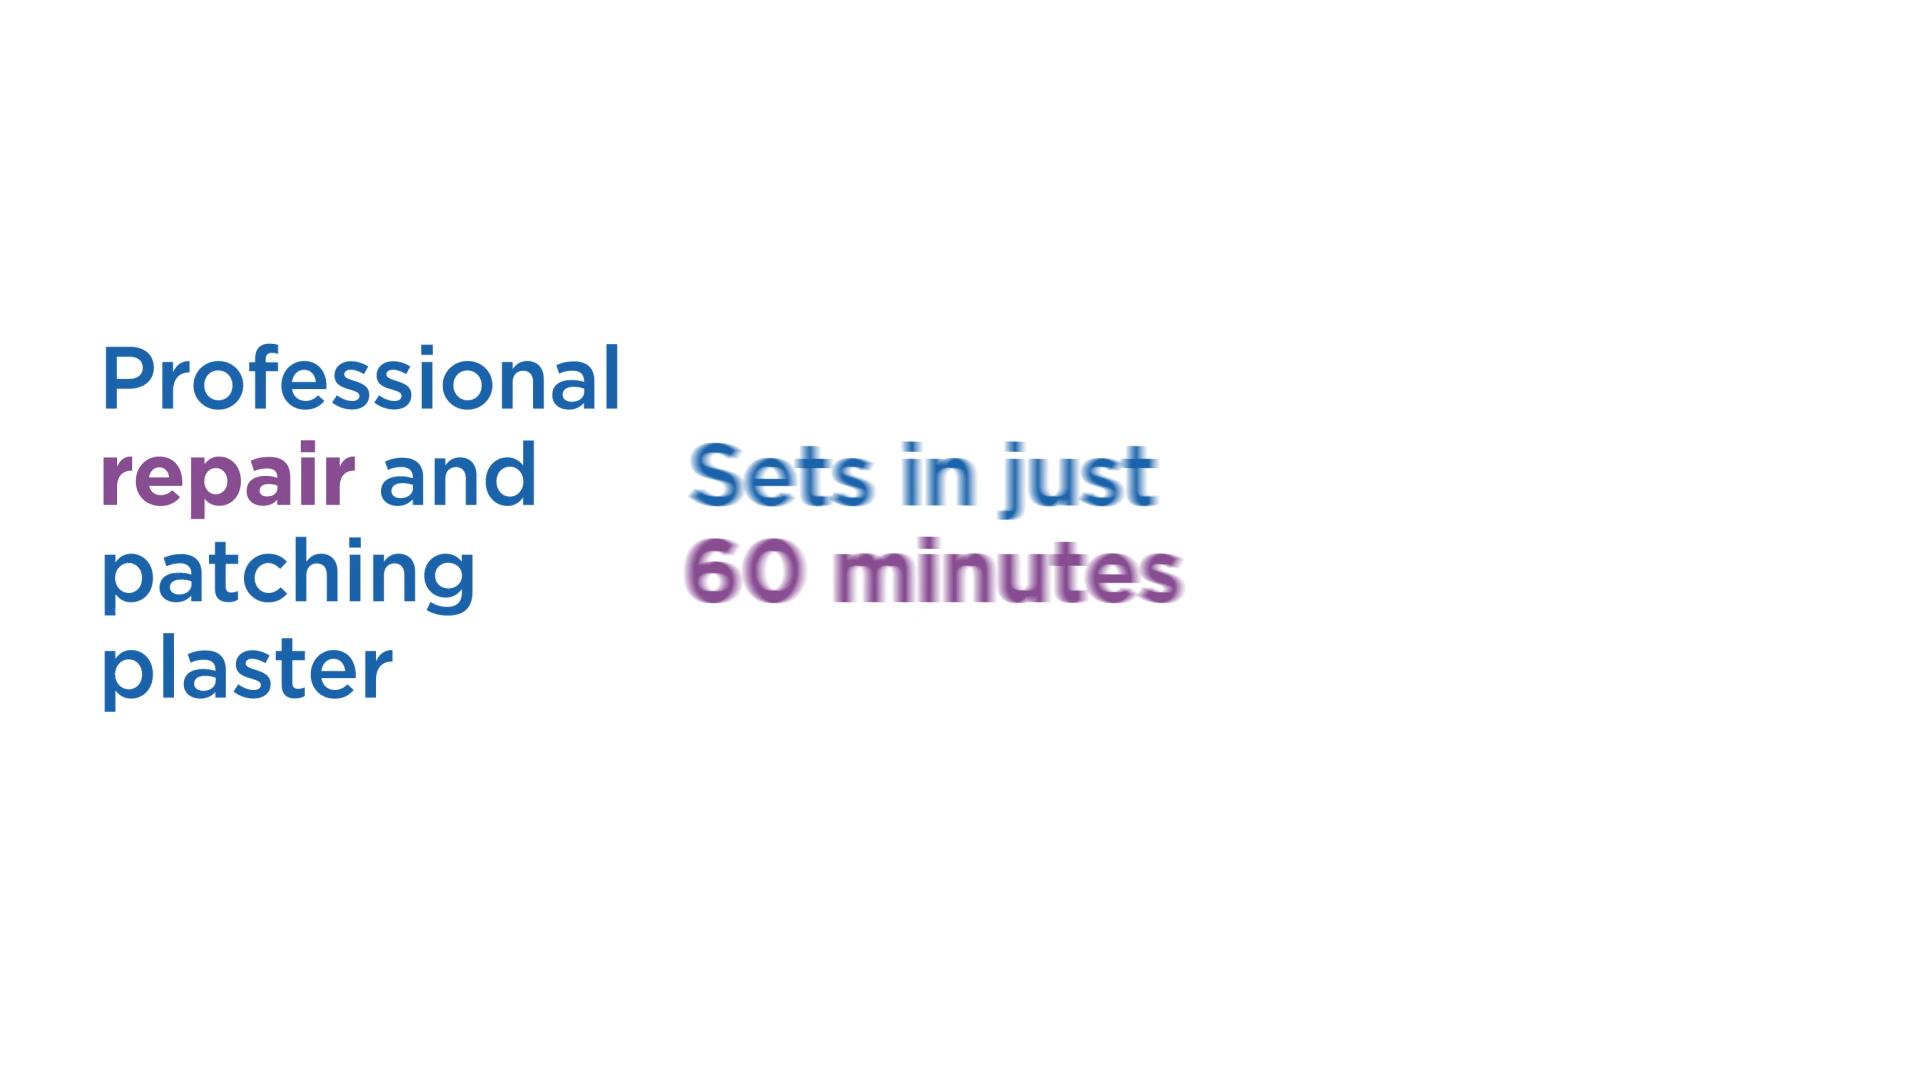 Professional
repair and
patching
plaster
Sets in just
60 minutes